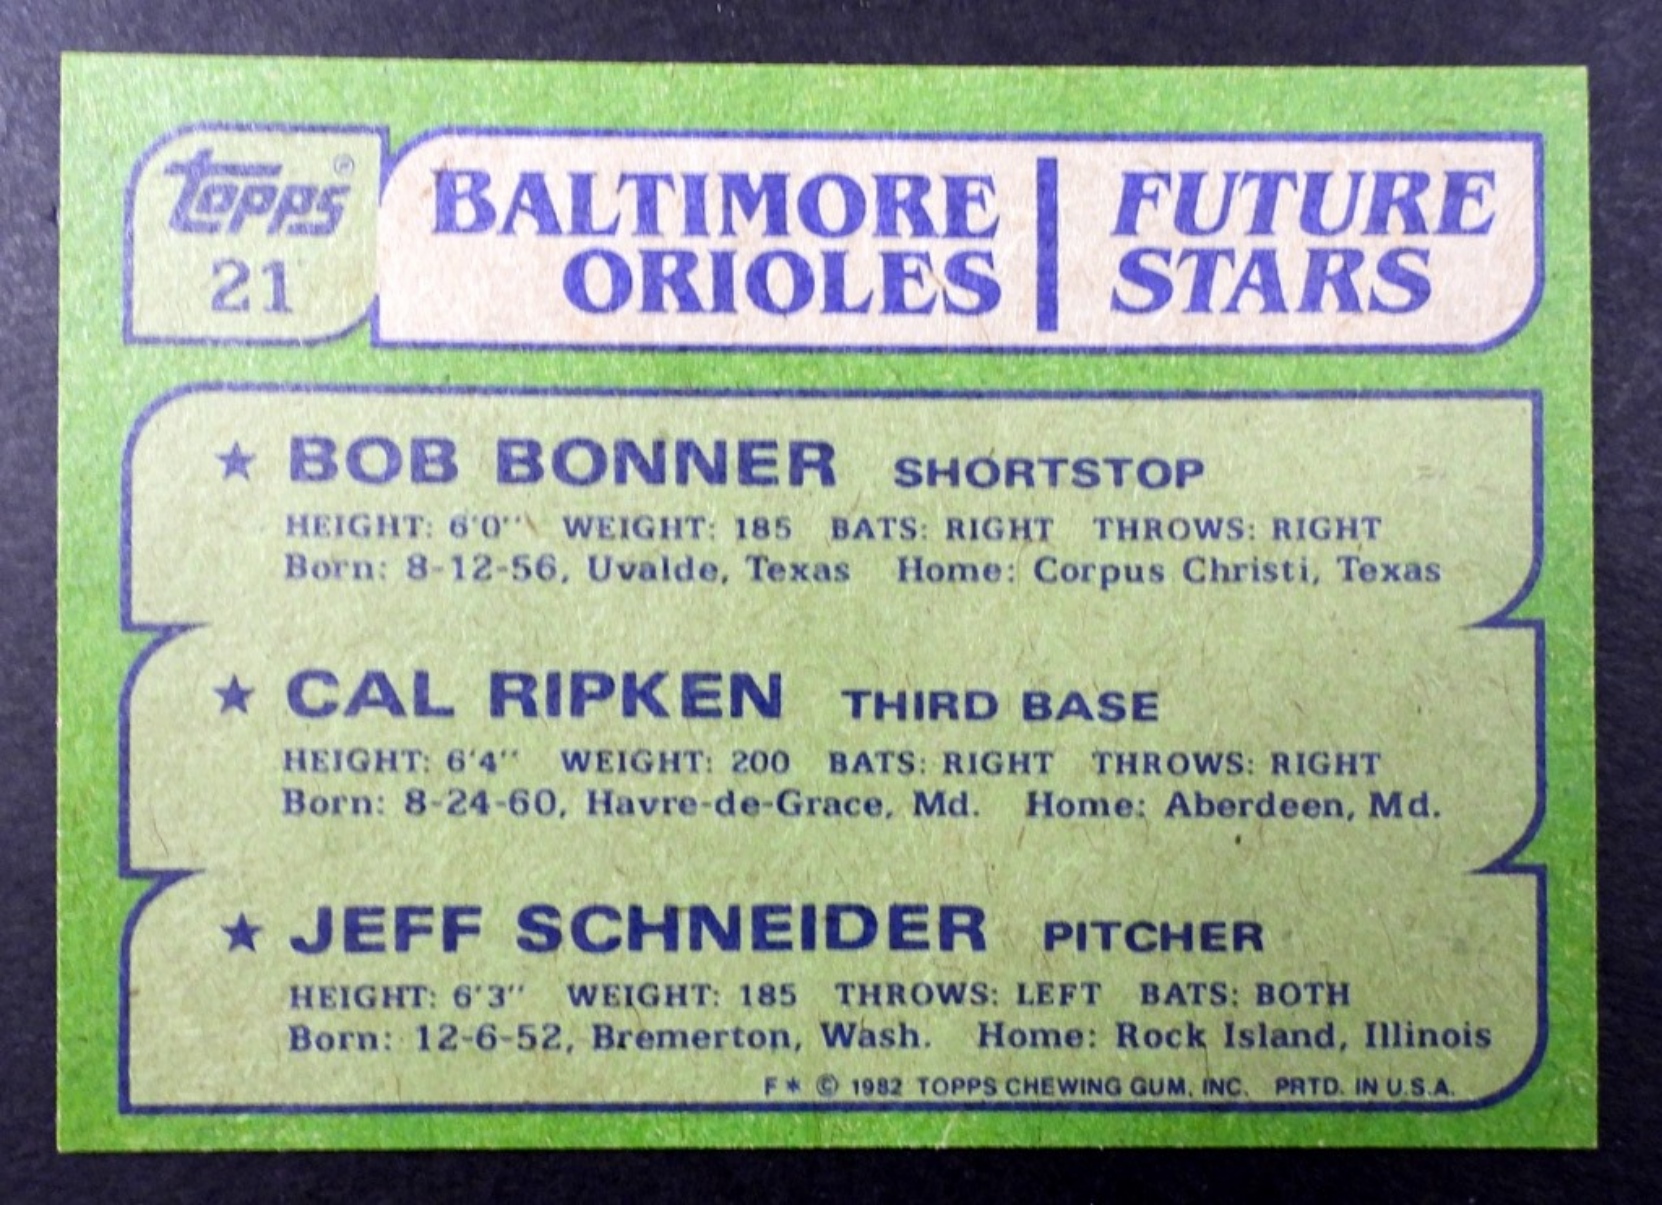 topps®
21
BALTIMORE
ORIOLES
FUTURE
STARS
★ BOB BONNER SHORTSTOP
HEIGHT: 6'0'' WEIGHT: 185 BATS: RIGHT THROWS: RIGHT
Born: 8-12-56, Uvalde, Texas Home: Corpus Christi, Texas
★ CAL RIPKEN THIRD BASE
HEIGHT: 6'4'' WEIGHT: 200 BATS: RIGHT THROWS: RIGHT
Born: 8-24-60, Havre-de-Grace, Md. Home: Aberdeen, Md.
★ JEFF SCHNEIDER PITCHER
HEIGHT: 6'3'' WEIGHT: 185 THROWS: LEFT BATS: BOTH
Born: 12-6-52, Bremerton, Wash. Home: Rock Island, Illinois
F* © 1982 TOPPS CHEWING GUM, INC. PRTD. IN U.S.A.